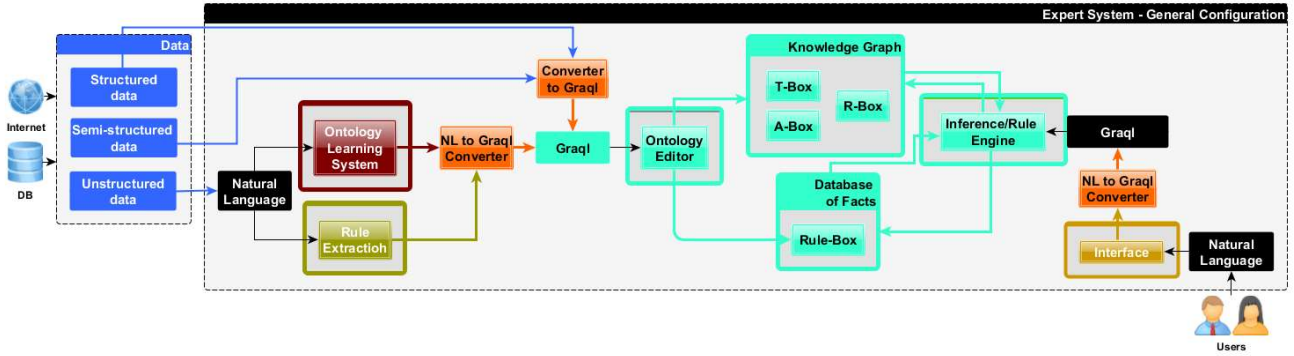 Expert System - General Configuration
Data
Structured
data
Semi-structured
data
Unstructured
data
Internet
DB
Natural
Language
Ontology
Learning
System
Rule
Extraction
NL to Graql
Converter
Converter
to Graql
Graql
Ontology
Editor
Knowledge Graph
T-Box
R-Box
A-Box
Database
of Facts
Rule-Box
Inference/Rule
Engine
Graql
NL to Graql
Converter
Interface
Natural
Language
Users